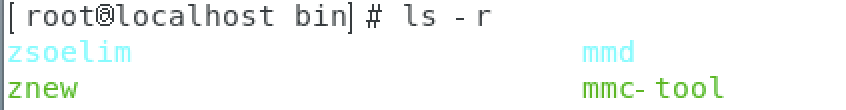 [root@localhost bin]# ls -r
zsoelim mmd
znew mmc-tool